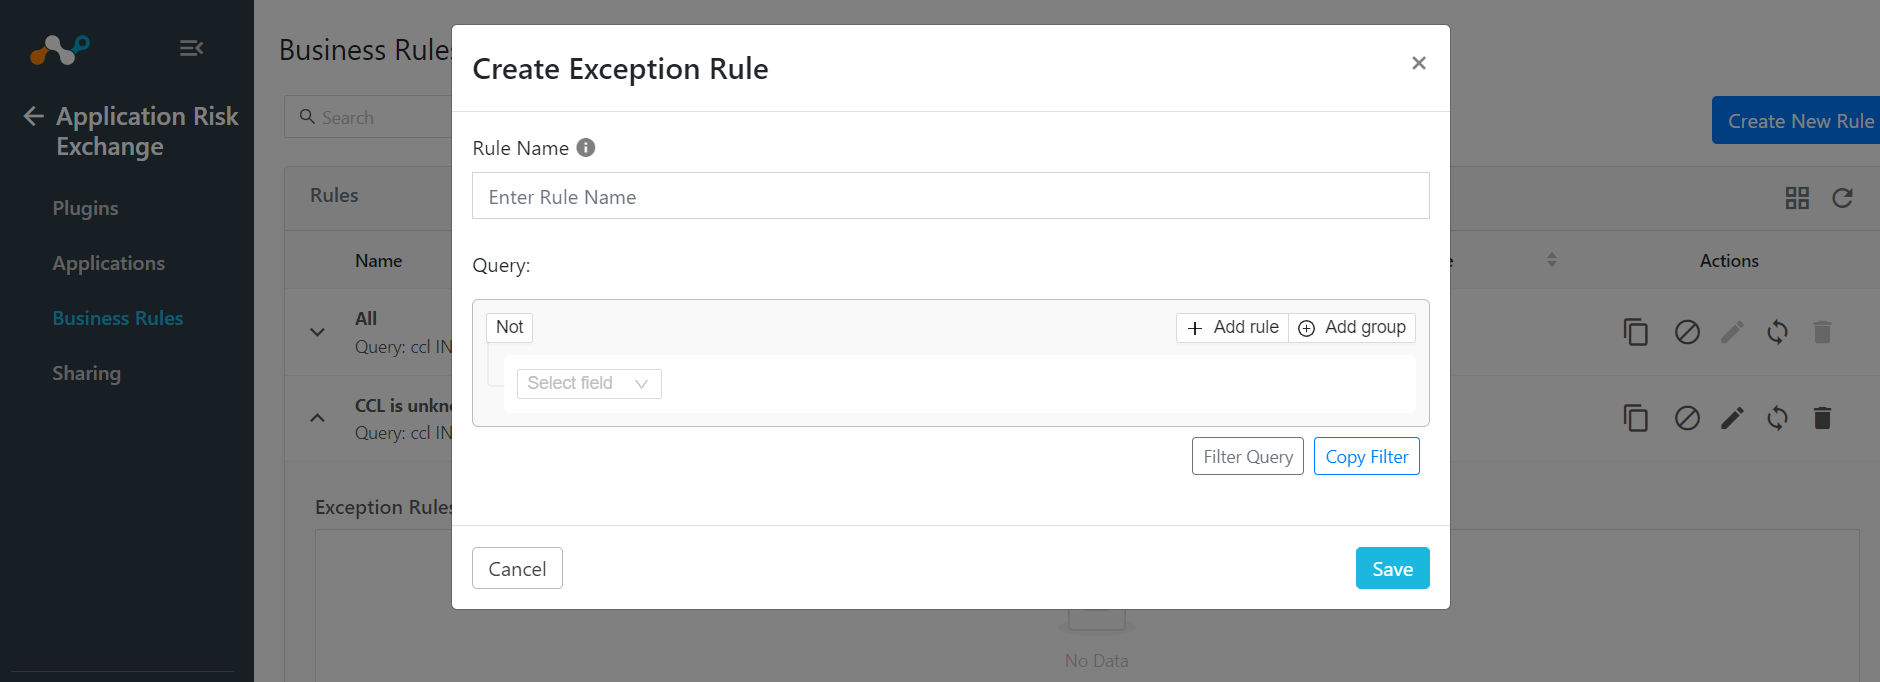 Application Risk
Exchange
Plugins
Applications
Business Rules
Sharing
Business Rules
Search
Create New Rule
Rules
Name
Actions
All
Query: ccl IN
CCL is unkn
Query: ccl IN
Exception Rules
No Data
Create Exception Rule
Rule Name
Enter Rule Name
Query:
Not
Add rule
Add group
Select field
Filter Query
Copy Filter
Cancel
Save